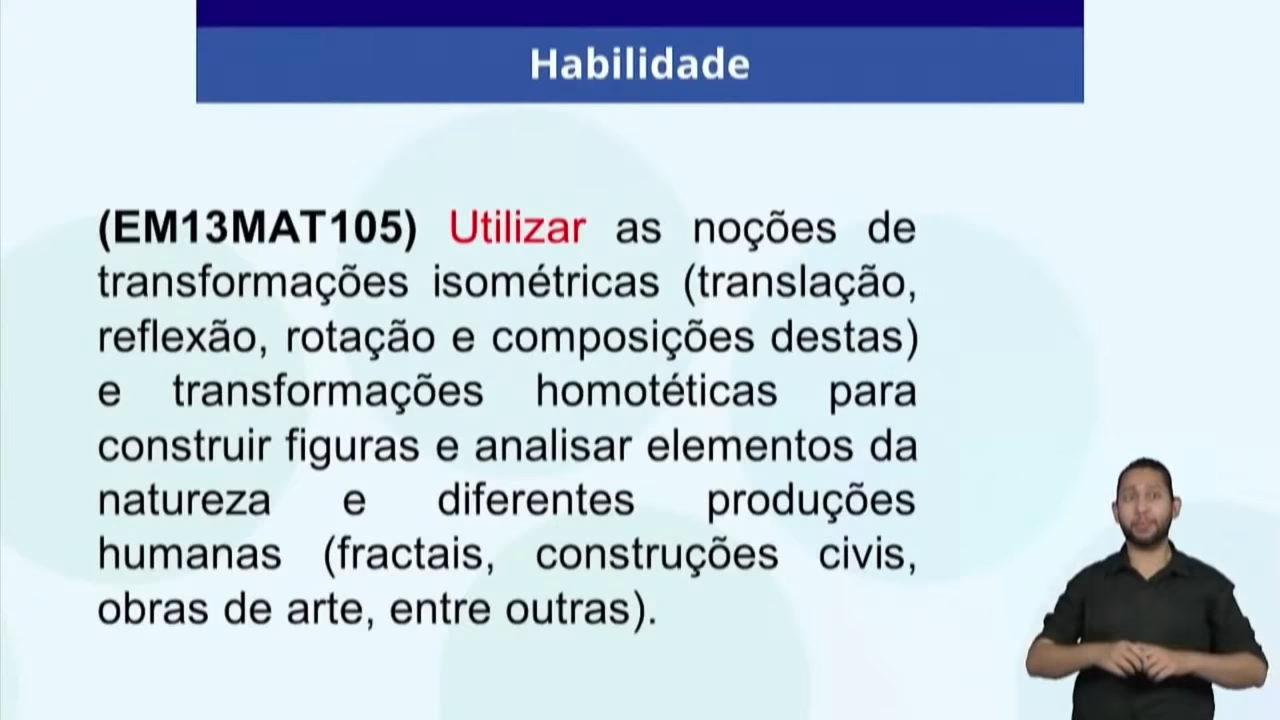 Habilidade
(EM13MAT105) Utilizar as noções de
transformações isométricas (translação,
reflexão, rotação e composições destas)
e transformações homotéticas para
construir figuras e analisar elementos da
natureza e diferentes produções
humanas (fractais, construções civis,
obras de arte, entre outras).